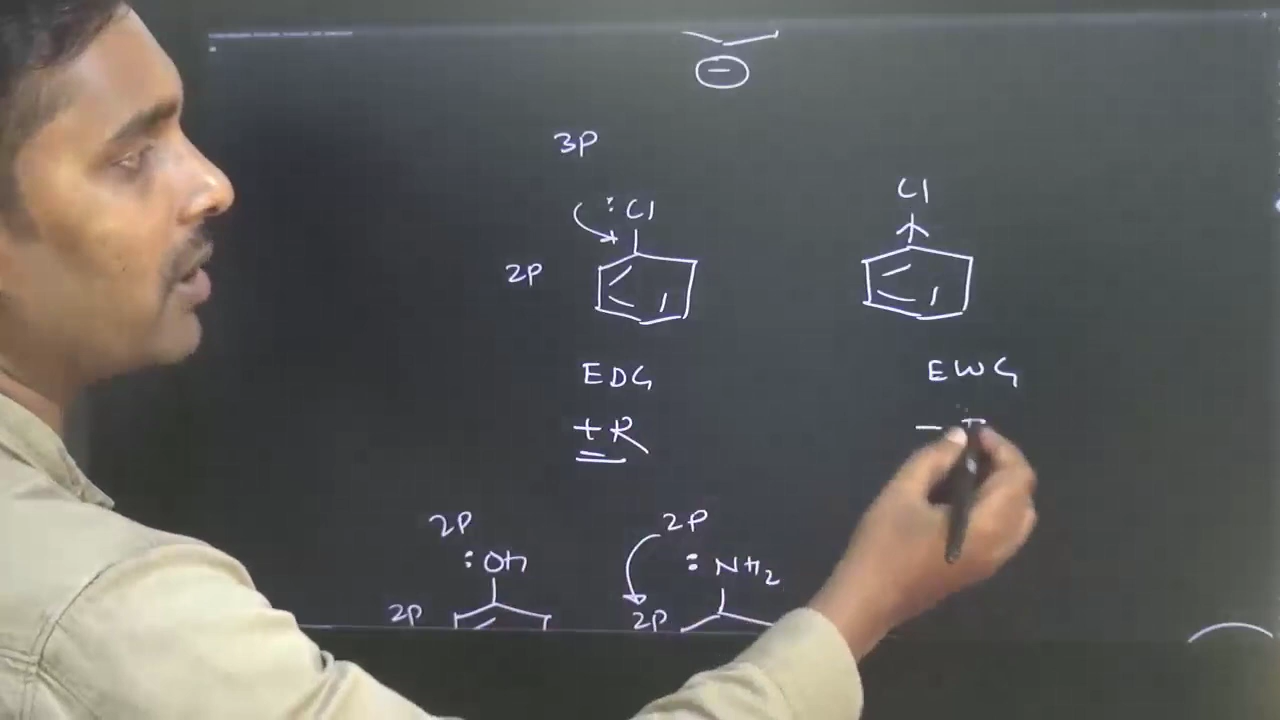 −
3P
:Cl Cl
2P
EDG EWG
+R −I
2P 2P
:OH :NH2
2P 2P